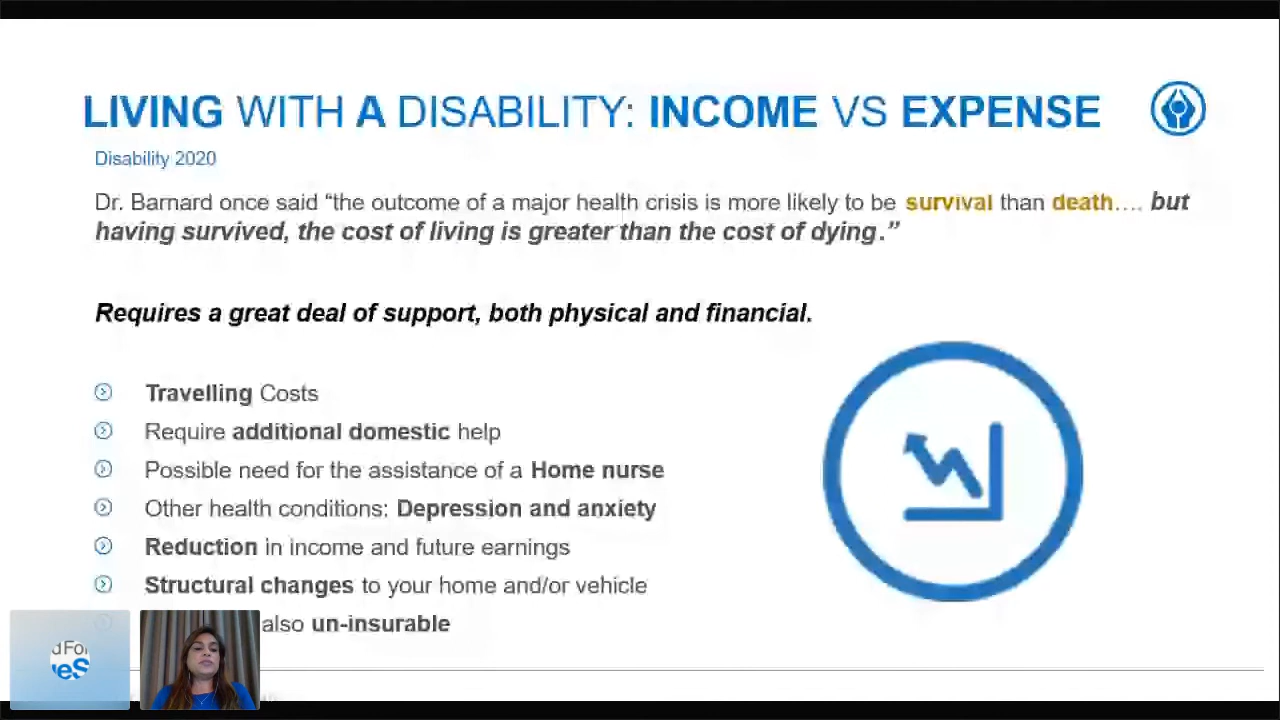 LIVING WITH A DISABILITY: INCOME VS EXPENSE
Disability 2020
Dr. Barnard once said “the outcome of a major health crisis is more likely to be survival than death…. but
having survived, the cost of living is greater than the cost of dying.”
Requires a great deal of support, both physical and financial.
Travelling Costs
Require additional domestic help
Possible need for the assistance of a Home nurse
Other health conditions: Depression and anxiety
Reduction in income and future earnings
Structural changes to your home and/or vehicle
also un-insurable
dFo
eS